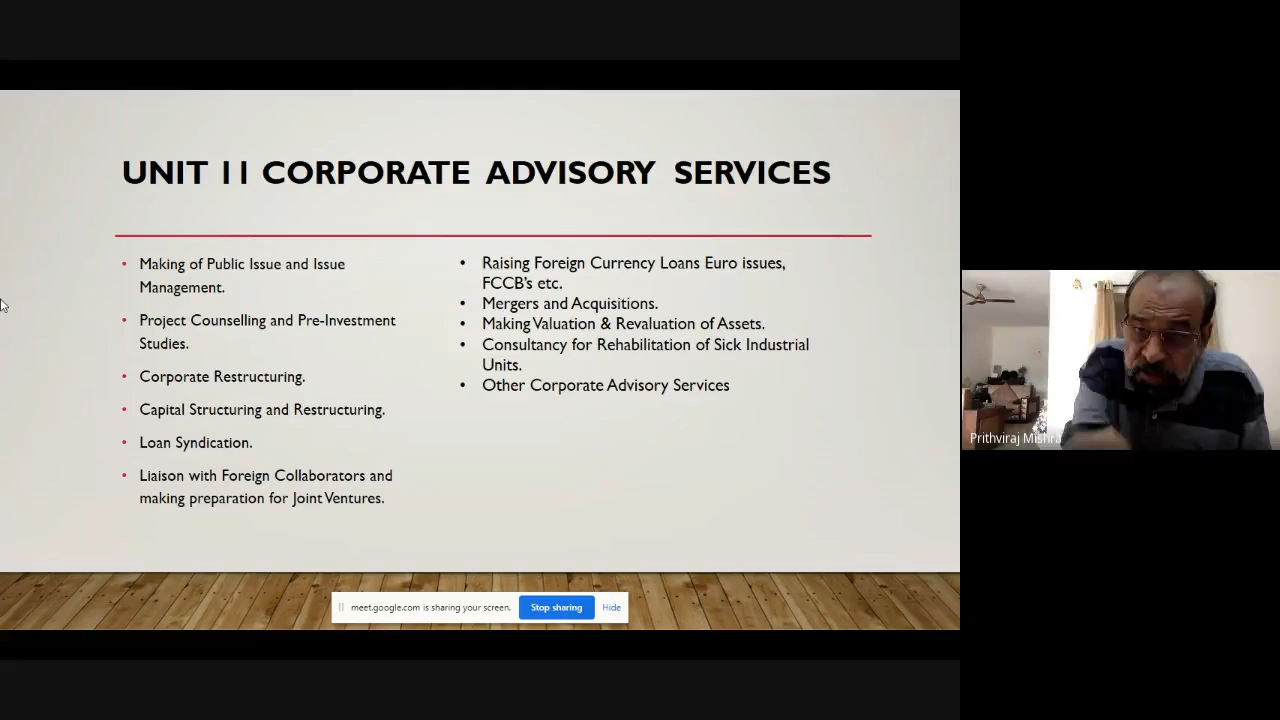 UNIT 11 CORPORATE ADVISORY SERVICES
• Making of Public Issue and Issue
Management.
• Project Counselling and Pre-Investment
Studies.
• Corporate Restructuring.
• Capital Structuring and Restructuring.
• Loan Syndication.
• Liaison with Foreign Collaborators and
making preparation for Joint Ventures.
• Raising Foreign Currency Loans Euro issues,
FCCB's etc.
• Mergers and Acquisitions.
• Making Valuation & Revaluation of Assets.
• Consultancy for Rehabilitation of Sick Industrial
Units.
• Other Corporate Advisory Services
meet.google.com is sharing your screen. Stop sharing Hide
Prithviraj Mishra